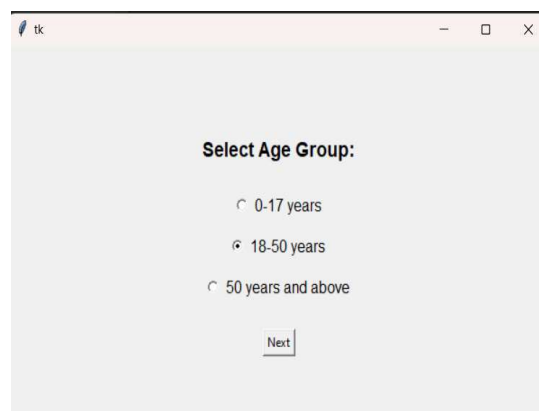 tk
Select Age Group:
0-17 years
18-50 years
50 years and above
Next